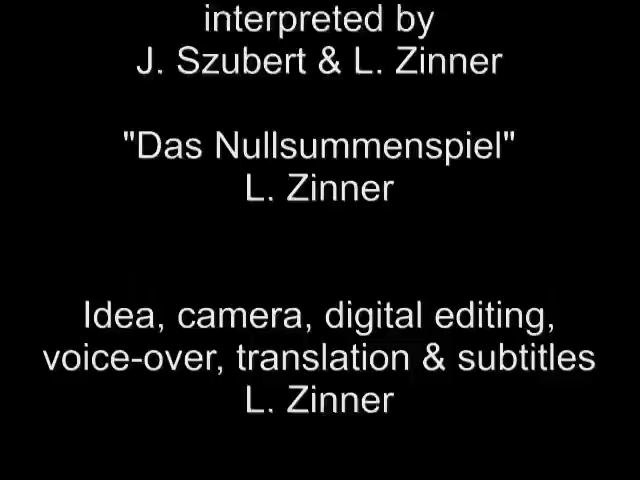 interpreted by
J. Szubert & L. Zinner
"Das Nullsummenspiel"
L. Zinner
Idea, camera, digital editing,
voice-over, translation & subtitles
L. Zinner